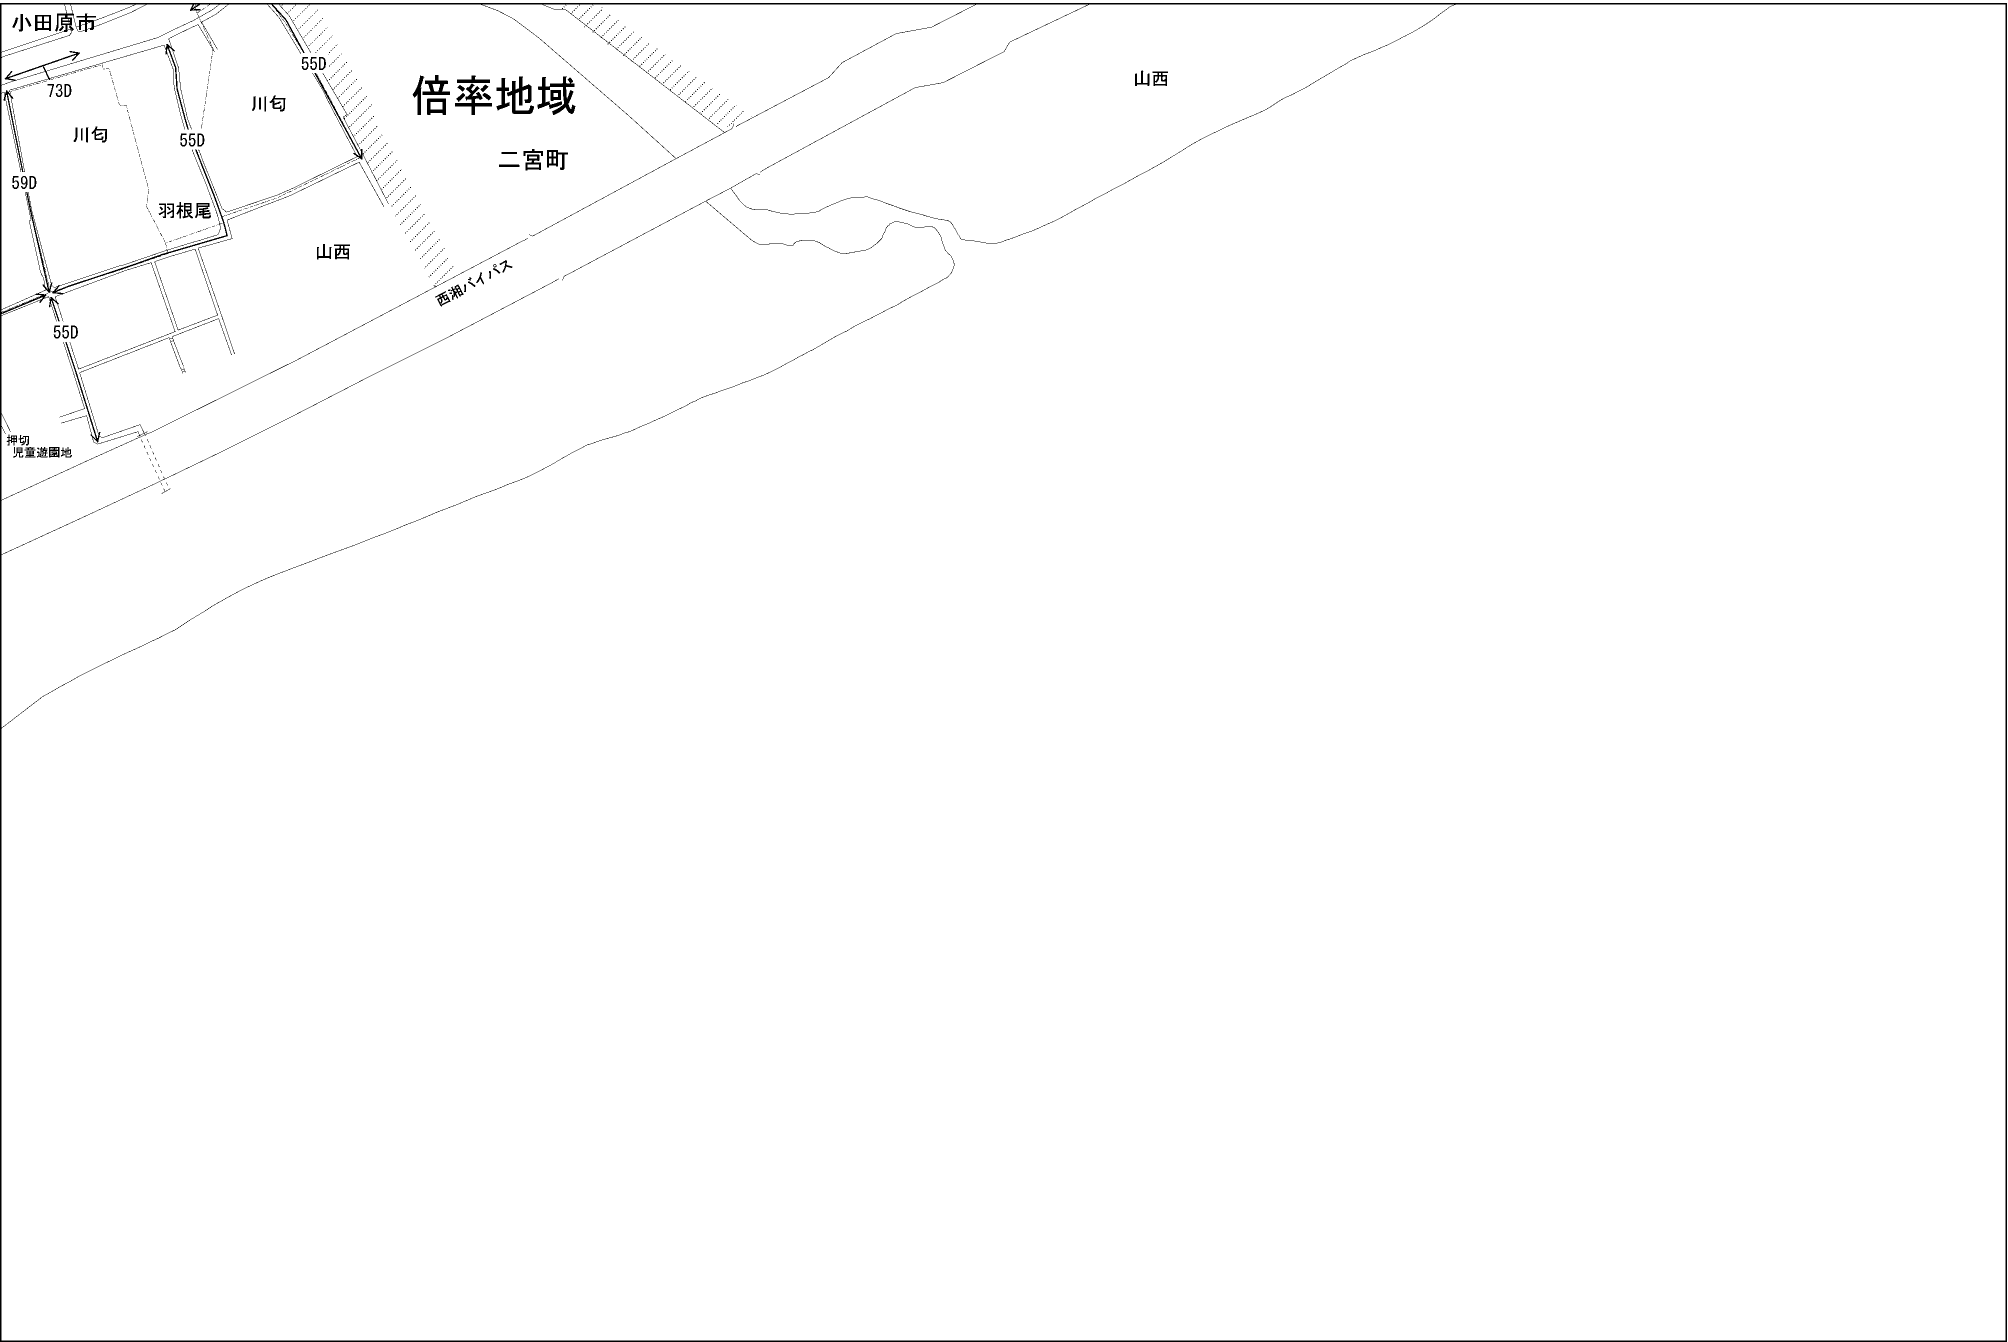 小田原市
55D
73D
倍率地域
山西
川匂
川匂
55D
二宮町
59D
羽根尾
山西
西湘バイパス
55D
押切
児童遊園地